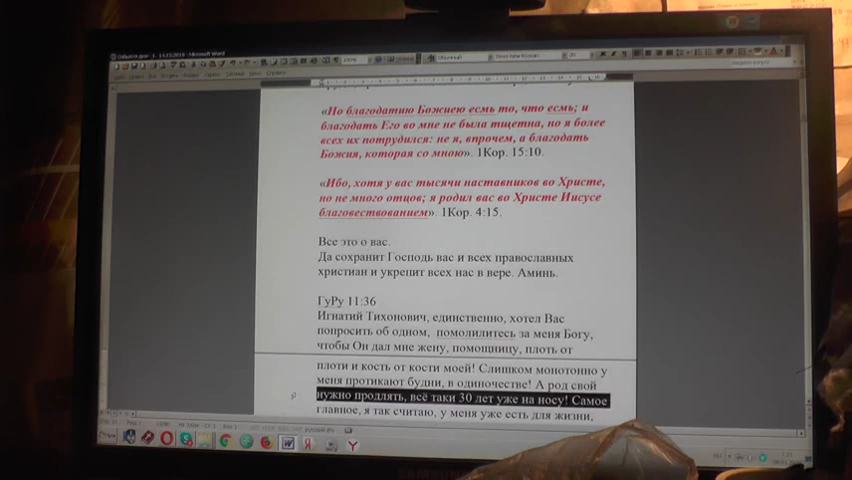 «Но благодатию Божиею есмь то, что есмь; и
благодать Его во мне не была тщетна, но я более
всех их потрудился: не я, впрочем, а благодать
Божия, которая со мною». 1Кор. 15:10.
«Ибо, хотя у вас тысячи наставников во Христе,
но не много отцов; я родил вас во Христе Иисусе
благовествованием». 1Кор. 4:15.
Все это о вас.
Да сохранит Господь вас и всех православных
христиан и укрепит всех нас в вере. Аминь.
ГуРу 11:36
Игнатий Тихонович, единственно, хотел Вас
попросить об одном, помолилитесь за меня Богу,
чтобы Он дал мне жену, помощницу, плоть от
плоти и кость от кости моей! Слишком монотонно у
меня протикают будни, в одиночестве! А род свой
нужно продлять, всё таки 30 лет уже на носу! Самое
главное, я так считаю, у меня уже есть для жизни,